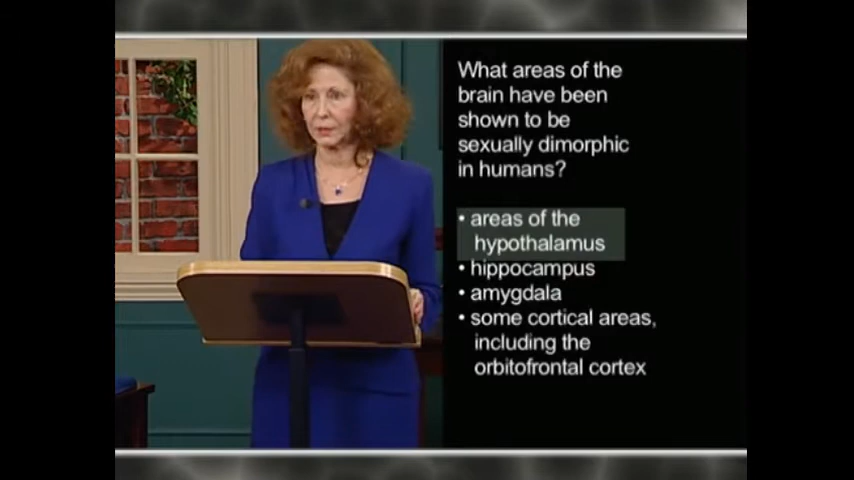 What areas of the
brain have been
shown to be
sexually dimorphic
in humans?
• areas of the
hypothalamus
• hippocampus
• amygdala
• some cortical areas,
including the
orbitofrontal cortex